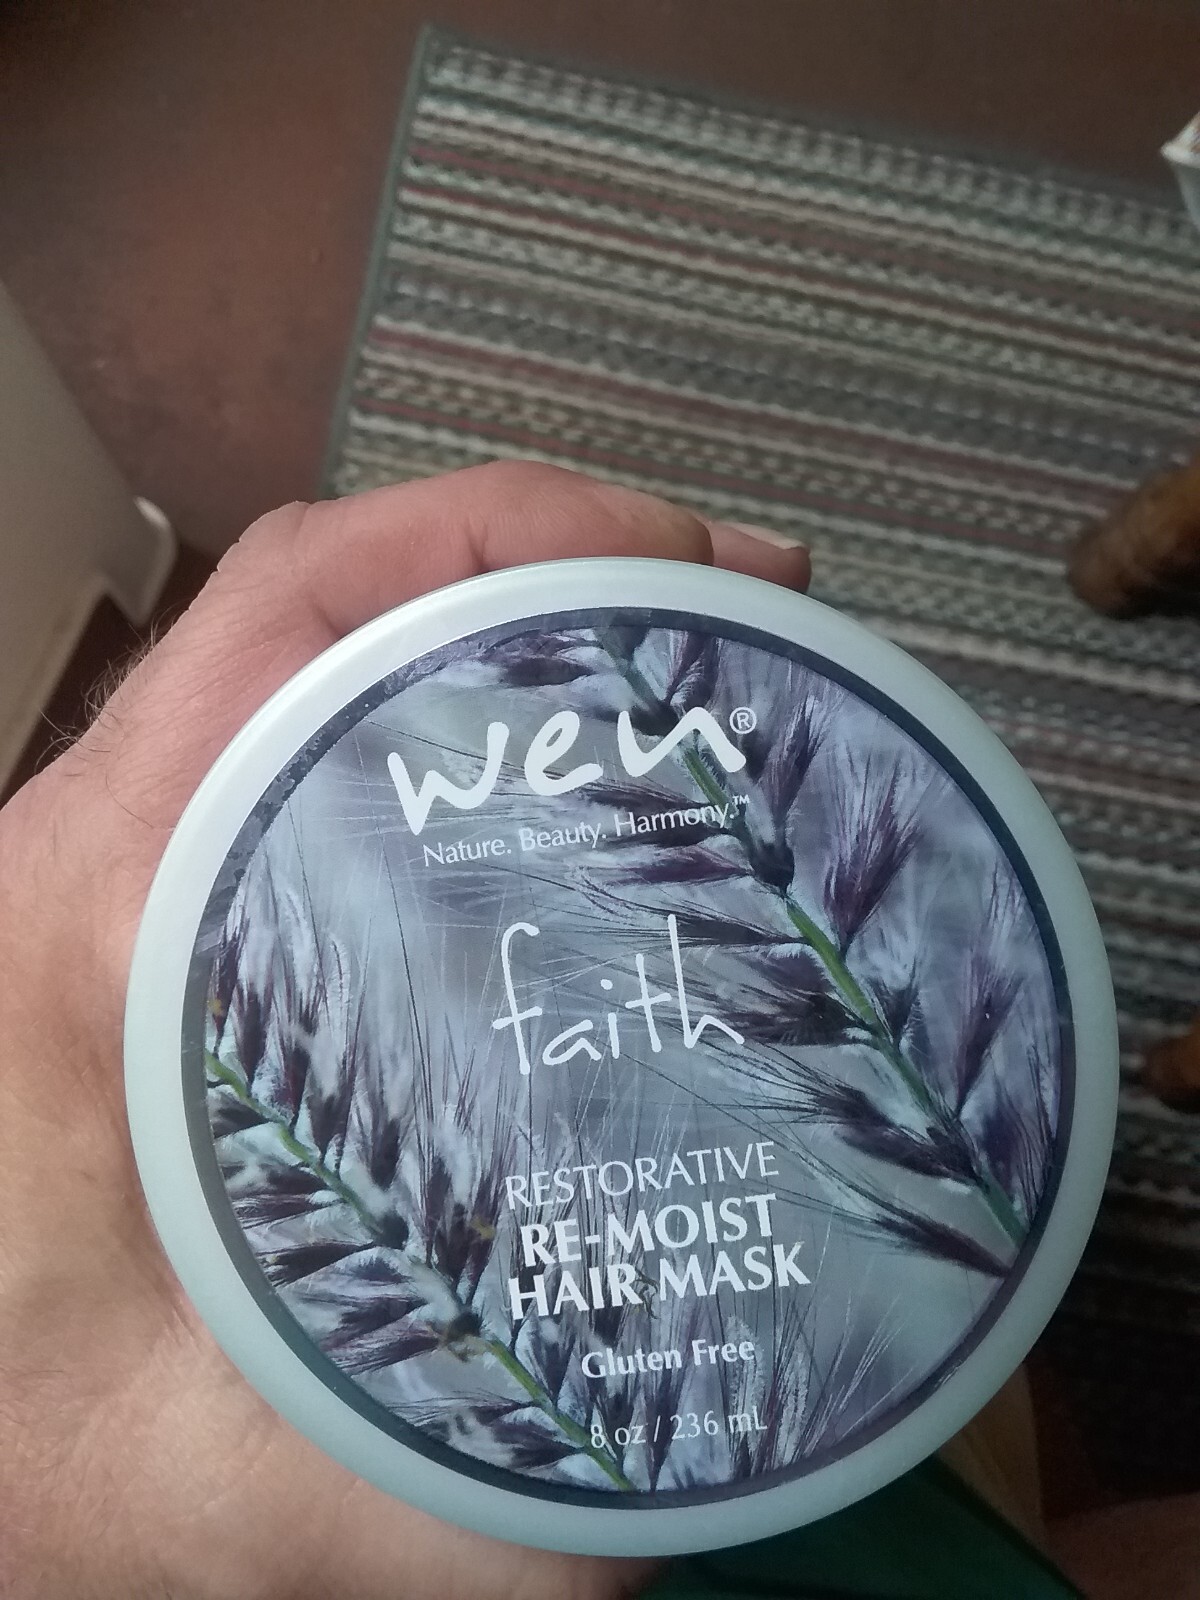 wen®
Nature. Beauty. Harmony.™
faith
RESTORATIVE
RE-MOIST
HAIR MASK
Gluten Free
8 oz / 236 mL